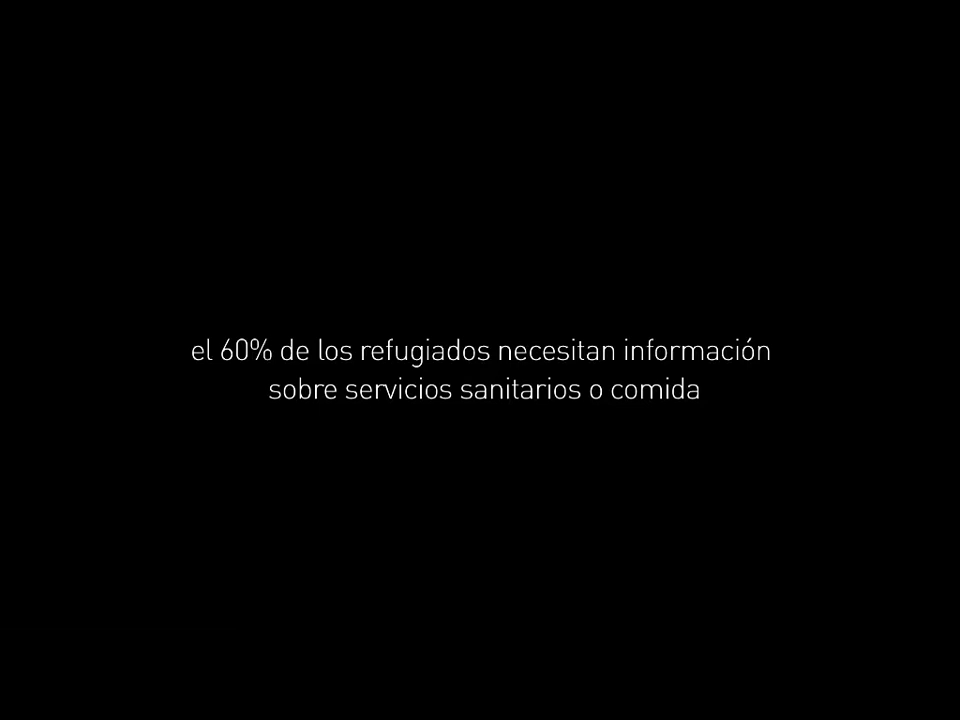 el 60% de los refugiados necesitan información
sobre servicios sanitarios o comida